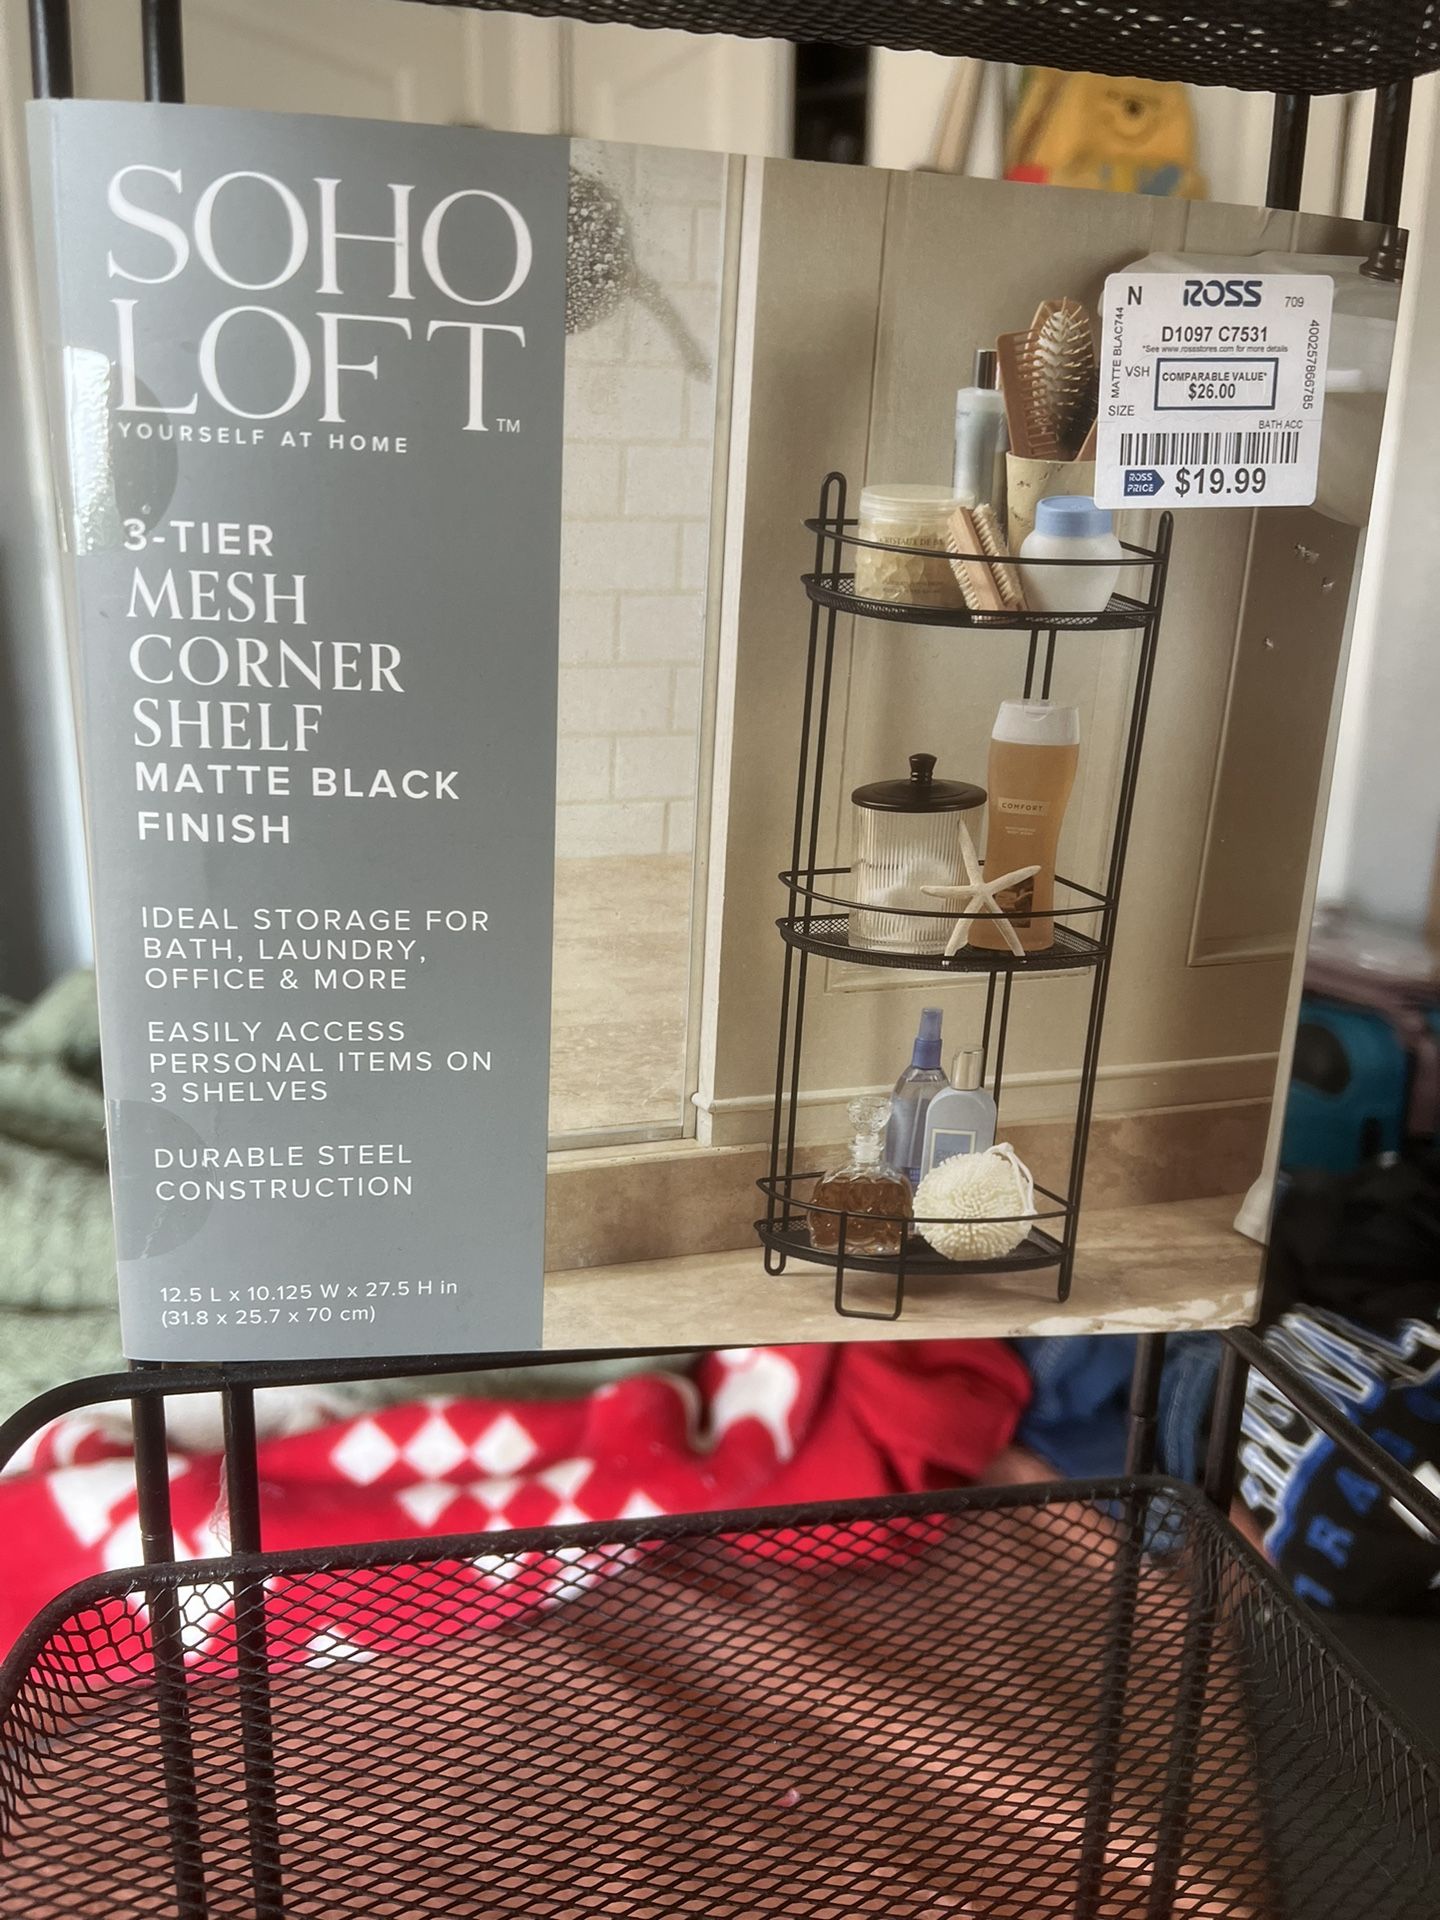 SOHO
LOFT™
YOURSELF AT HOME
3-TIER
MESH
CORNER
SHELF
MATTE BLACK
FINISH
IDEAL STORAGE FOR
BATH, LAUNDRY,
OFFICE & MORE
EASILY ACCESS
PERSONAL ITEMS ON
3 SHELVES
DURABLE STEEL
CONSTRUCTION
12.5 L x 10.125 W x 27.5 H in
(31.8 x 25.7 x 70 cm)
N ROSS 709
D1097 C7531
*See www.rossstores.com for more details
MATTE BLAC744
VSH
COMPARABLE VALUE*
$26.00
400257866785
SIZE
BATH ACC
ROSS PRICE $19.99
COMFORT